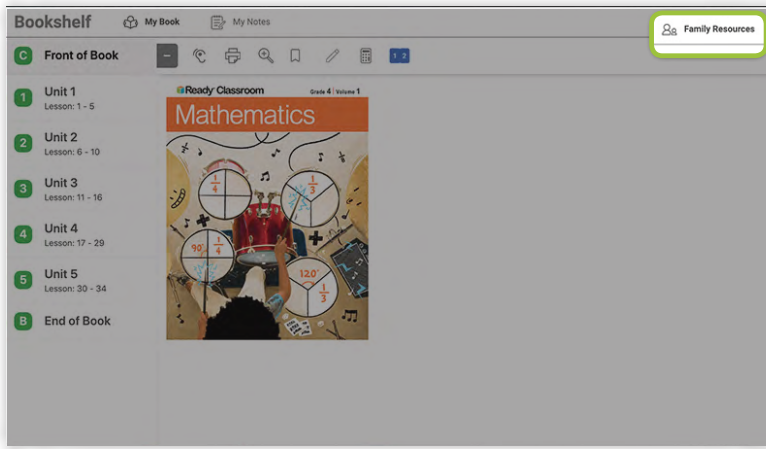 Bookshelf My Book My Notes Family Resources
C Front of Book
1 2
1 Unit 1
Lesson: 1 - 5
2 Unit 2
Lesson: 6 - 10
3 Unit 3
Lesson: 11 - 16
4 Unit 4
Lesson: 17 - 29
5 Unit 5
Lesson: 30 - 34
B End of Book
Ready Classroom Grade 4 | Volume 1
Mathematics
1/4 1/3
90° 1/4
120°
1/3